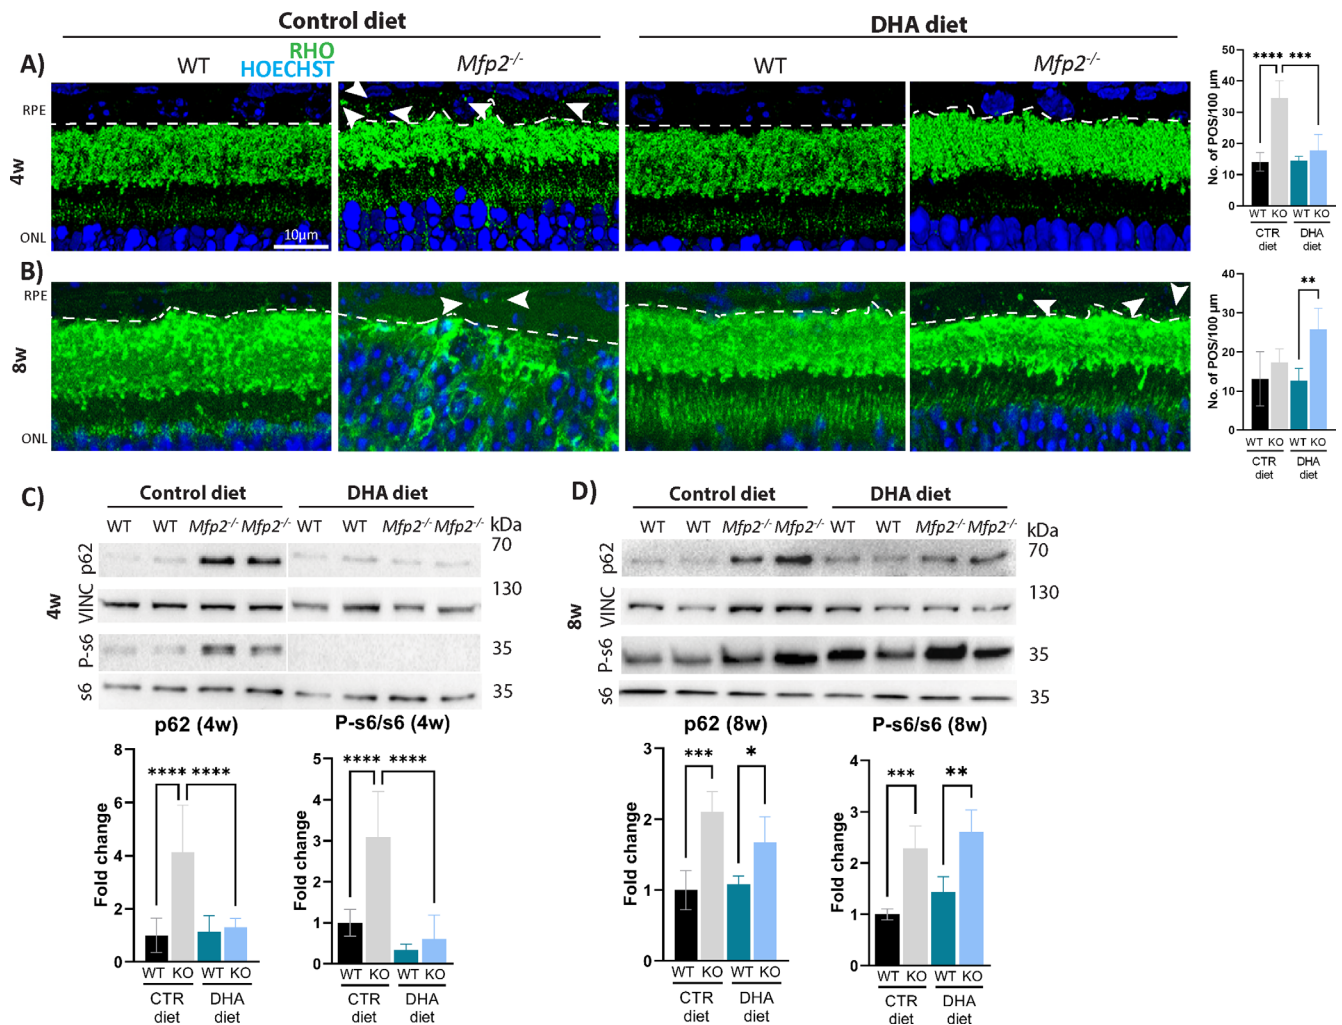 Control diet
DHA diet
RHO
HOECHST
A)
WT
Mfp2-/-
WT
Mfp2-/-
RPE
4w
ONL
10μm
No. of POS/100 μm
50
40
30
20
10
0
**** ***
WT KO WT KO
CTR diet
DHA diet
B)
RPE
8w
ONL
No. of POS/100 μm
40
30
20
10
0
**
WT KO WT KO
CTR diet
DHA diet
C)
Control diet
DHA diet
WT WT Mfp2-/- Mfp2-/- WT WT Mfp2-/- Mfp2-/- kDa
4w
p62 70
VINC 130
P-s6 35
s6 35
p62 (4w)
Fold change
8
6
4
2
0
**** ****
WT KO WT KO
CTR diet
DHA diet
P-s6/s6 (4w)
Fold change
5
4
3
2
1
0
**** ****
WT KO WT KO
CTR diet
DHA diet
D)
Control diet
DHA diet
WT WT Mfp2-/- Mfp2-/- WT WT Mfp2-/- Mfp2-/- kDa
8w
p62 70
VINC 130
P-s6 35
s6 35
p62 (8w)
Fold change
3
2
1
0
*** *
WT KO WT KO
CTR diet
DHA diet
P-s6/s6 (8w)
Fold change
4
3
2
1
0
*** **
WT KO WT KO
CTR diet
DHA diet